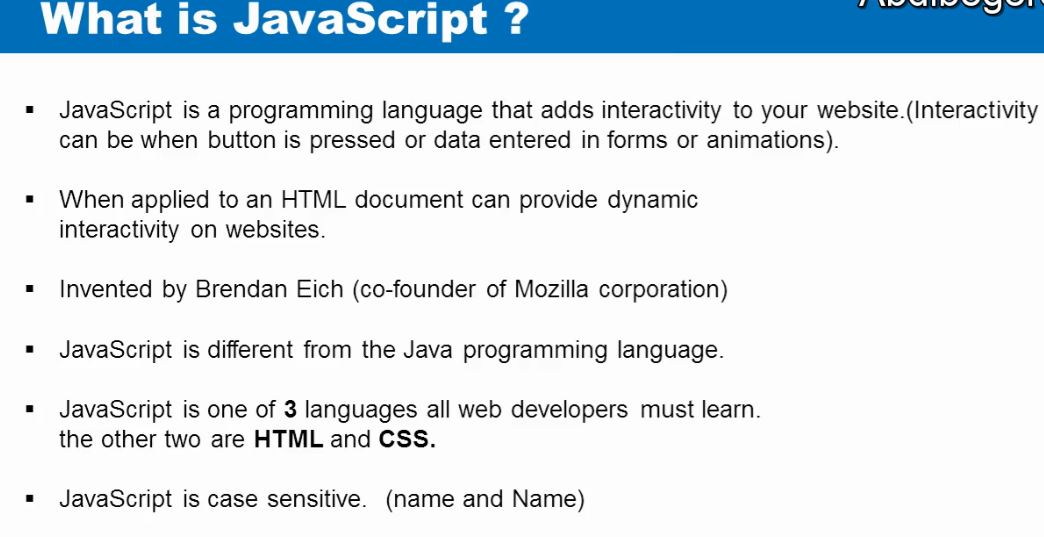 What is JavaScript ?
▪ JavaScript is a programming language that adds interactivity to your website.(Interactivity
can be when button is pressed or data entered in forms or animations).
▪ When applied to an HTML document can provide dynamic
interactivity on websites.
▪ Invented by Brendan Eich (co-founder of Mozilla corporation)
▪ JavaScript is different from the Java programming language.
▪ JavaScript is one of 3 languages all web developers must learn.
the other two are HTML and CSS.
▪ JavaScript is case sensitive. (name and Name)